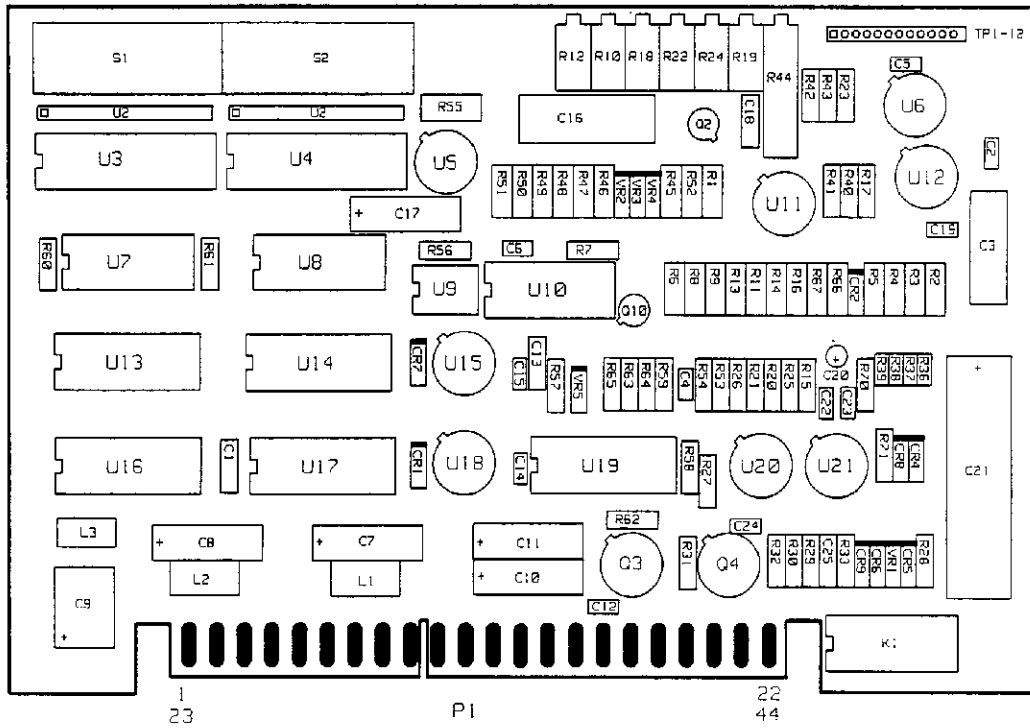 S1 S2 R12 R10 R18 R22 R24 R19 R44 TP1-12
C5
R42 R43 R23
U2 U2 R55 C16 Q2 C18 U6
U3 U4 U5 C2
R51 R50 R49 R48 R47 R46 VR2 VR3 VR4 R45 R52 R1 U11 R41 R40 R17 U12
+ C17 C19 C3
R60 U7 R61 U8 R56 C6 R7
U9 U10 Q10 R6 R8 R9 R13 R11 R14 R16 R67 R66 CR2 R5 R4 R3 R2
U13 U14 CR7 U15 C15 C13 R57 VR5 R65 R63 R64 R59 C4 R54 R53 R26 R21 R20 R25 R15 + R70 R39 R38 R37 R36 +
C22 C23
U16 C1 U17 CR1 U18 C14 U19 R58 R27 U20 U21 R71 CR8 CR4 C21
L3 + C8 + C7 + C11 R62 C24
L2 L1 + C10 Q3 R31 Q4 R32 R30 R29 C25 R33 CR9 CR6 VR1 CR5 R28
C9 + C12
K1
1 22
23 P1 44